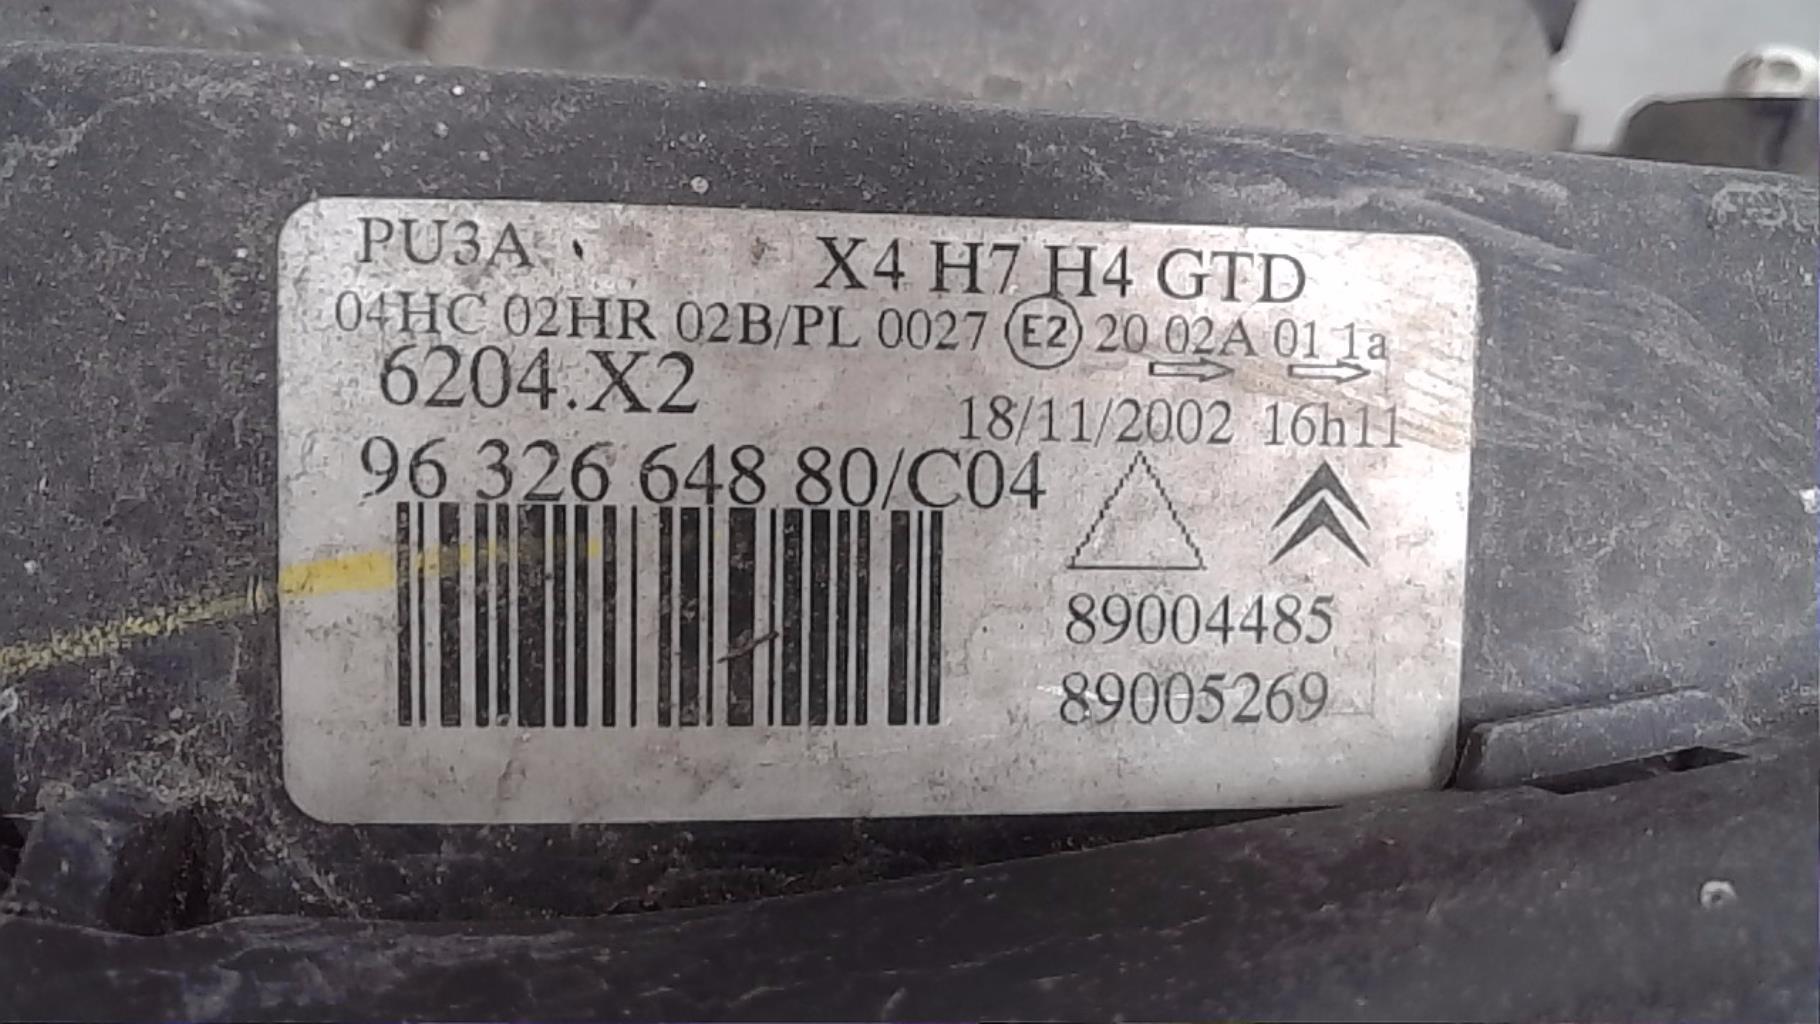 PU3A
X4 H7 H4 GTD
04HC 02HR 02B/PL 0027 E2 20 02A 01 1a
6204.X2
18/11/2002 16h11
96 326 648 80/C04
89004485
89005269